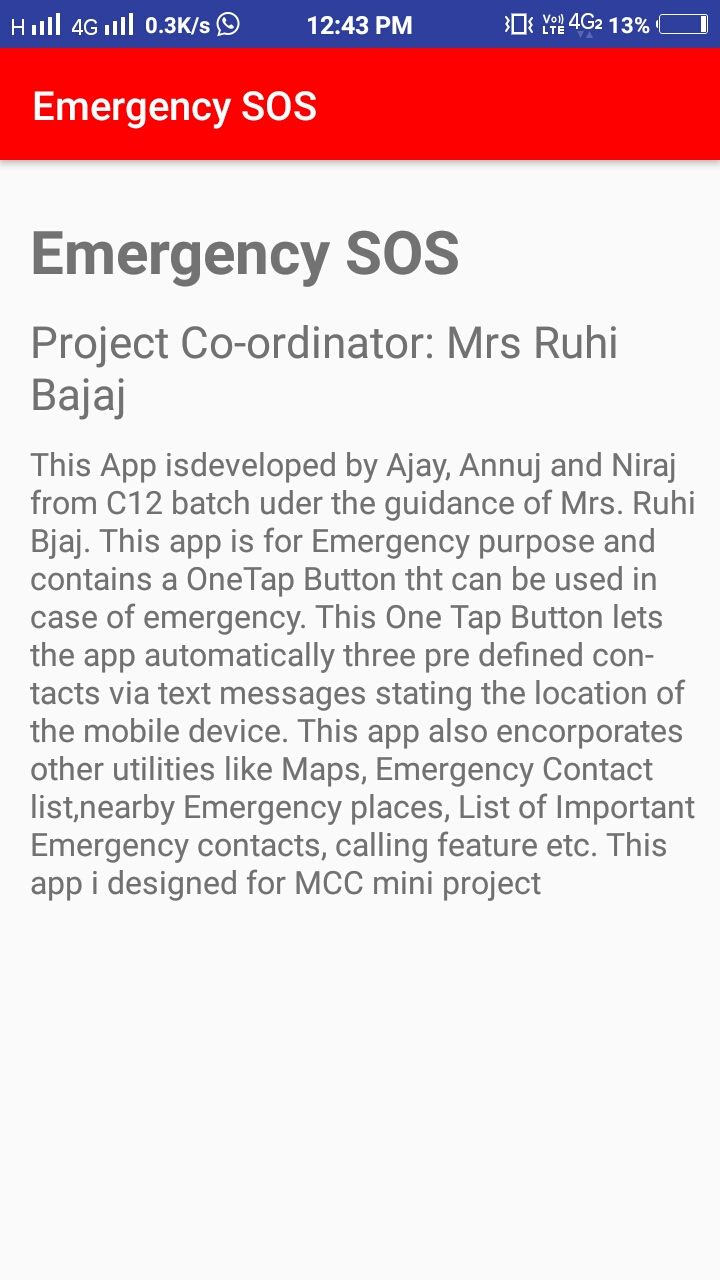 H 4G 0.3K/s 12:43 PM Vo)) LTE 4G2 13%
Emergency SOS
Emergency SOS
Project Co-ordinator: Mrs Ruhi
Bajaj
This App isdeveloped by Ajay, Annuj and Niraj
from C12 batch uder the guidance of Mrs. Ruhi
Bjaj. This app is for Emergency purpose and
contains a OneTap Button tht can be used in
case of emergency. This One Tap Button lets
the app automatically three pre defined con-
tacts via text messages stating the location of
the mobile device. This app also encorporates
other utilities like Maps, Emergency Contact
list,nearby Emergency places, List of Important
Emergency contacts, calling feature etc. This
app i designed for MCC mini project